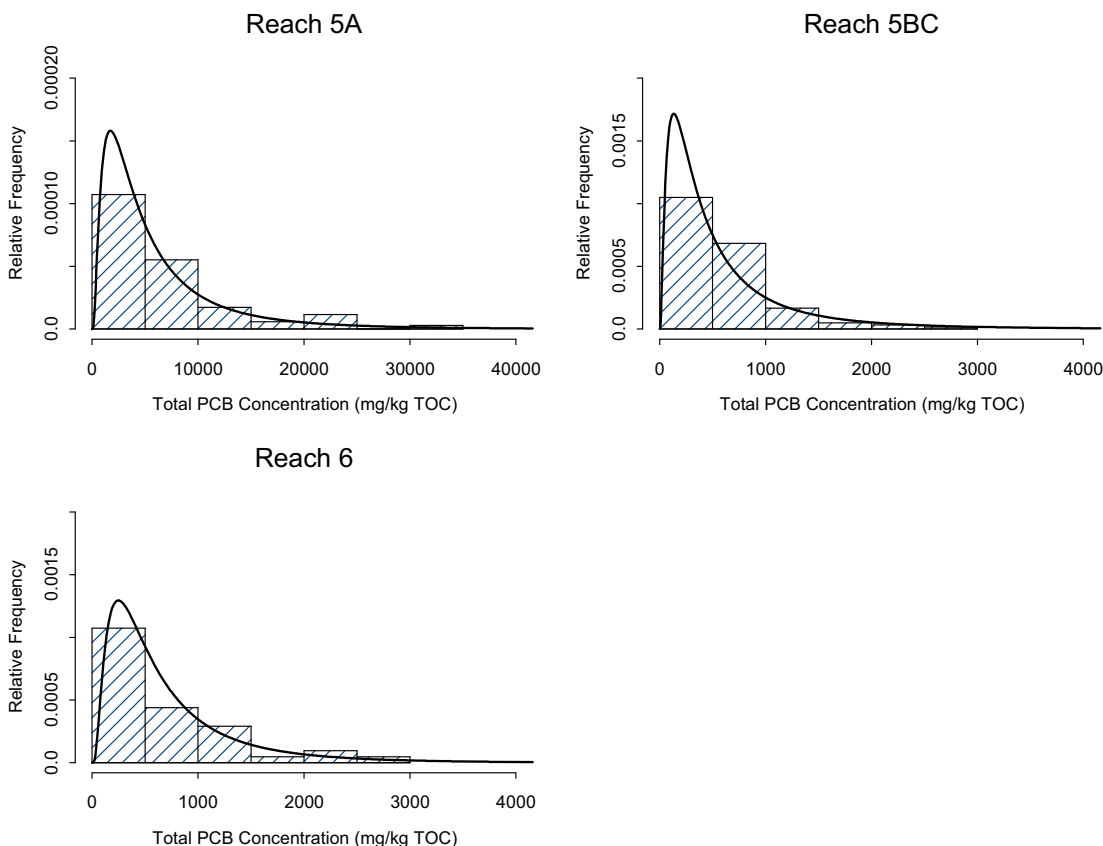 Reach 5A
Relative Frequency
0.0 0.00010 0.00020
0 10000 20000 30000 40000
Total PCB Concentration (mg/kg TOC)
Reach 5BC
Relative Frequency
0.0 0.0005 0.0015
0 1000 2000 3000 4000
Total PCB Concentration (mg/kg TOC)
Reach 6
Relative Frequency
0.0 0.0005 0.0015
0 1000 2000 3000 4000
Total PCB Concentration (mg/kg TOC)